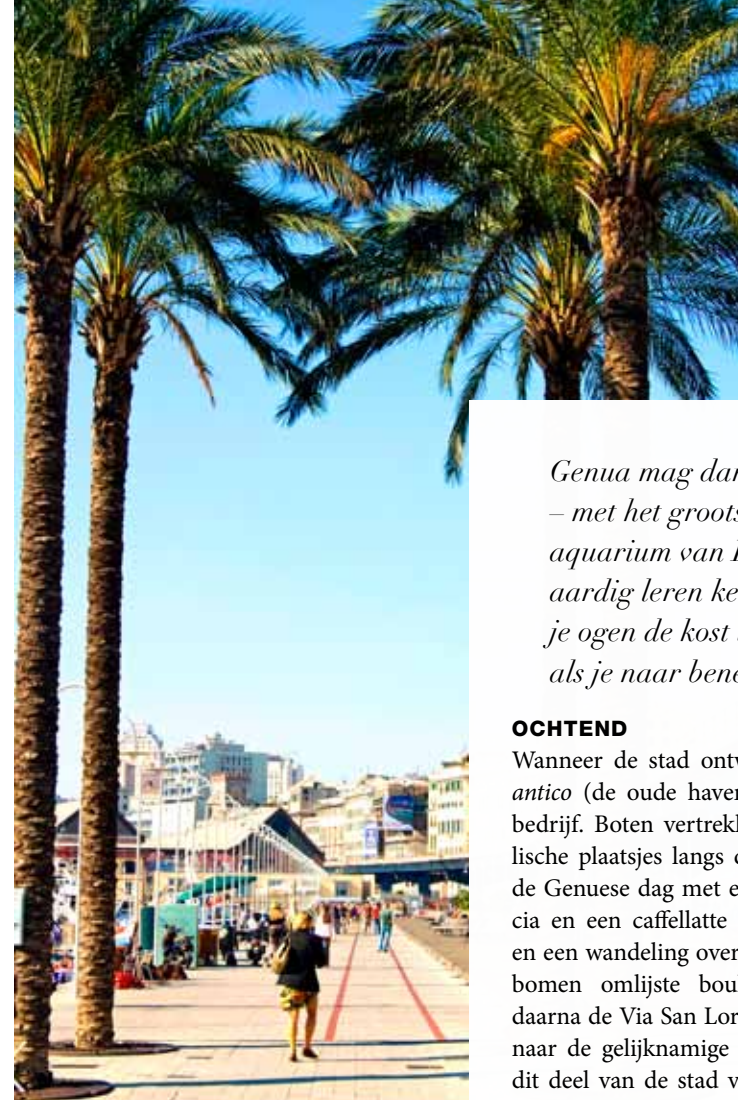 Genua mag dan
– met het groots
aquarium van
aardig leren ke
je ogen de kost
als je naar bene
OCHTEND
Wanneer de stad ontw
antico (de oude haven
bedrijf. Boten vertrekk
lische plaatsjes langs
de Genuese dag met e
cia en een caffellatte
en een wandeling over
bomen omlijste boul
daarna de Via San Lor
naar de gelijknamige
dit deel van de stad v